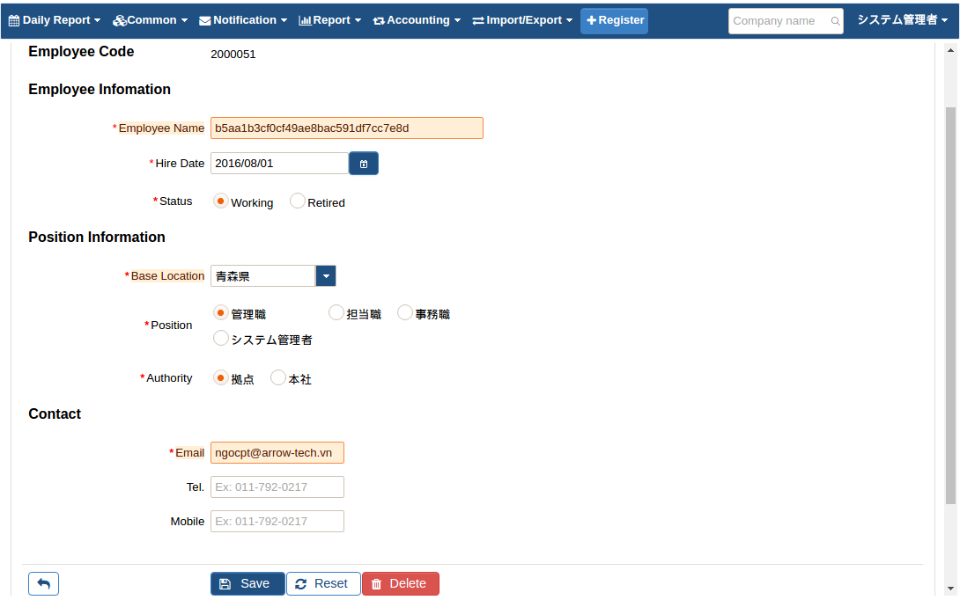 Daily Report Common Notification Report Accounting Import/Export Register Company name システム管理者
Employee Code 2000051
Employee Infomation
*Employee Name b5aa1b3cf0cf49ae8bac591df7cc7e8d
*Hire Date 2016/08/01
*Status Working Retired
Position Information
*Base Location 青森県
*Position 管理職 担当職 事務職
システム管理者
*Authority 拠点 本社
Contact
*Email ngocpt@arrow-tech.vn
Tel. Ex: 011-792-0217
Mobile Ex: 011-792-0217
Save Reset Delete